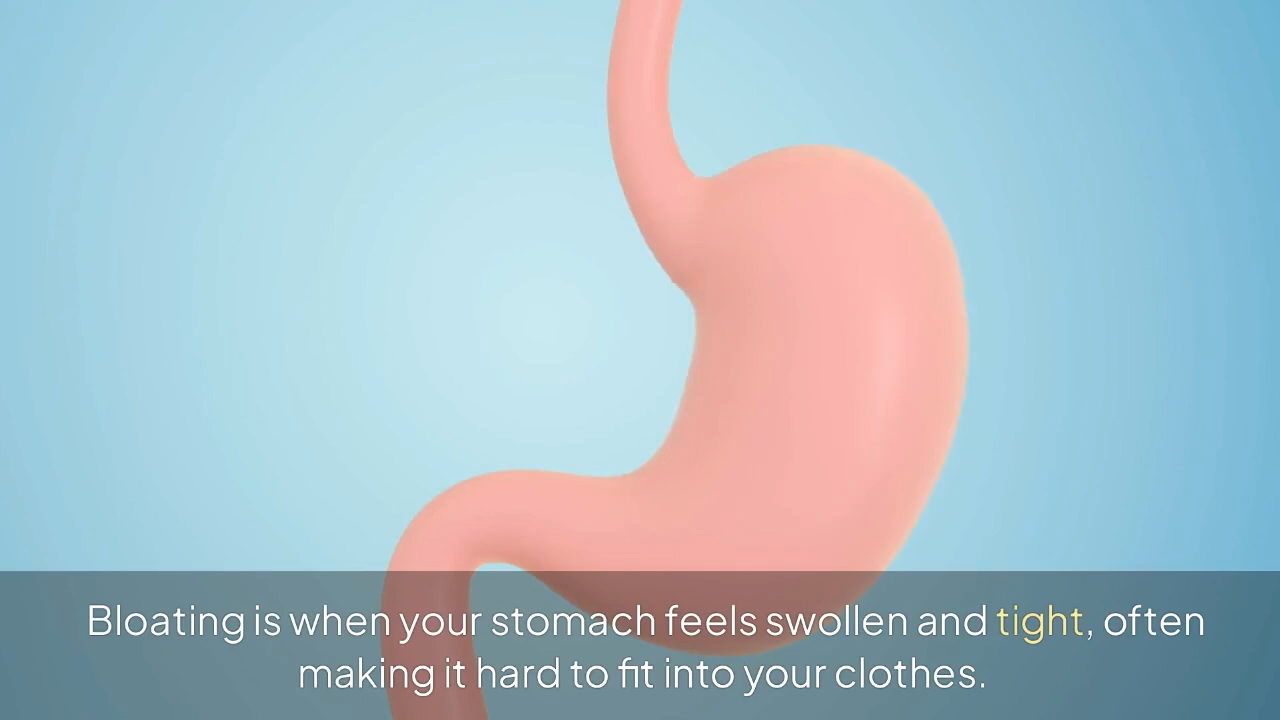 Bloating is when your stomach feels swollen and tight, often
making it hard to fit into your clothes.